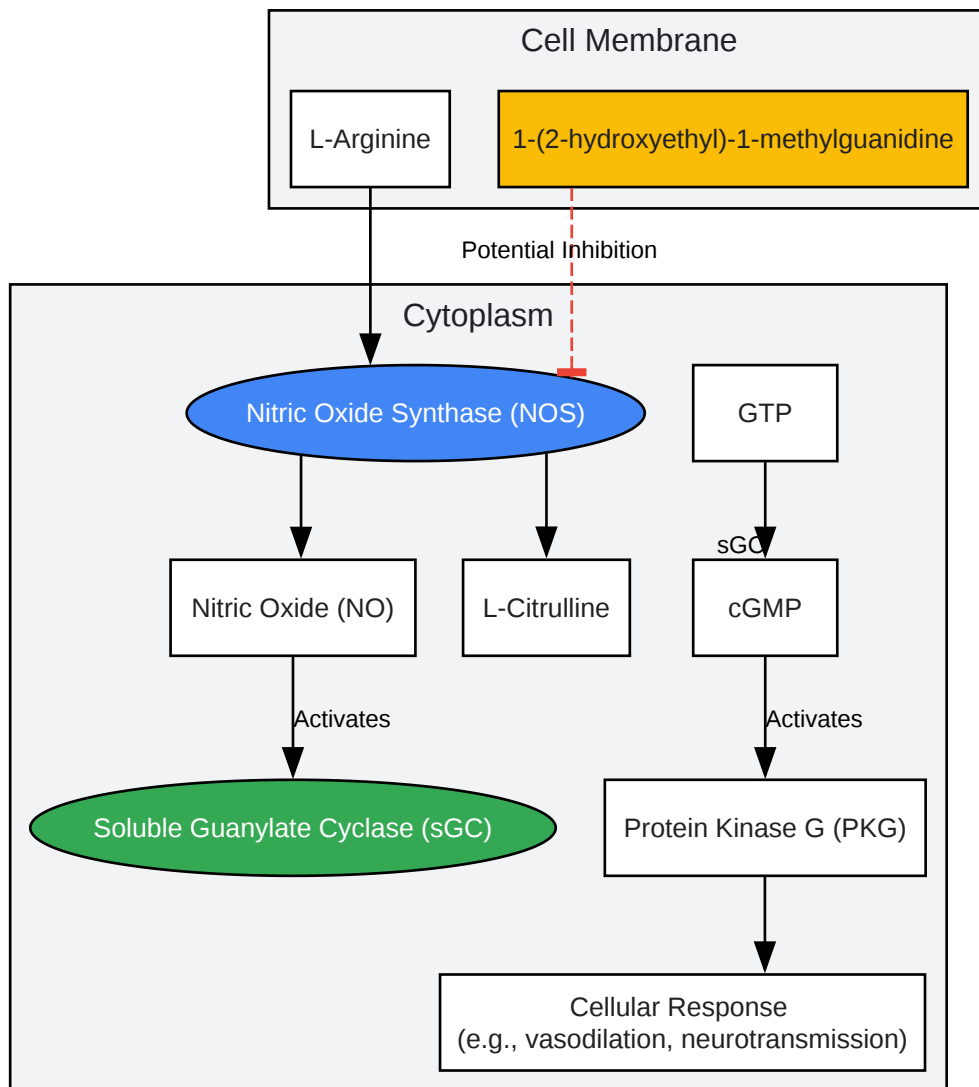 Cell Membrane
L-Arginine
1-(2-hydroxyethyl)-1-methylguanidine
Potential Inhibition
Cytoplasm
Nitric Oxide Synthase (NOS)
GTP
sGC
Nitric Oxide (NO)
L-Citrulline
cGMP
Activates
Activates
Soluble Guanylate Cyclase (sGC)
Protein Kinase G (PKG)
Cellular Response
(e.g., vasodilation, neurotransmission)